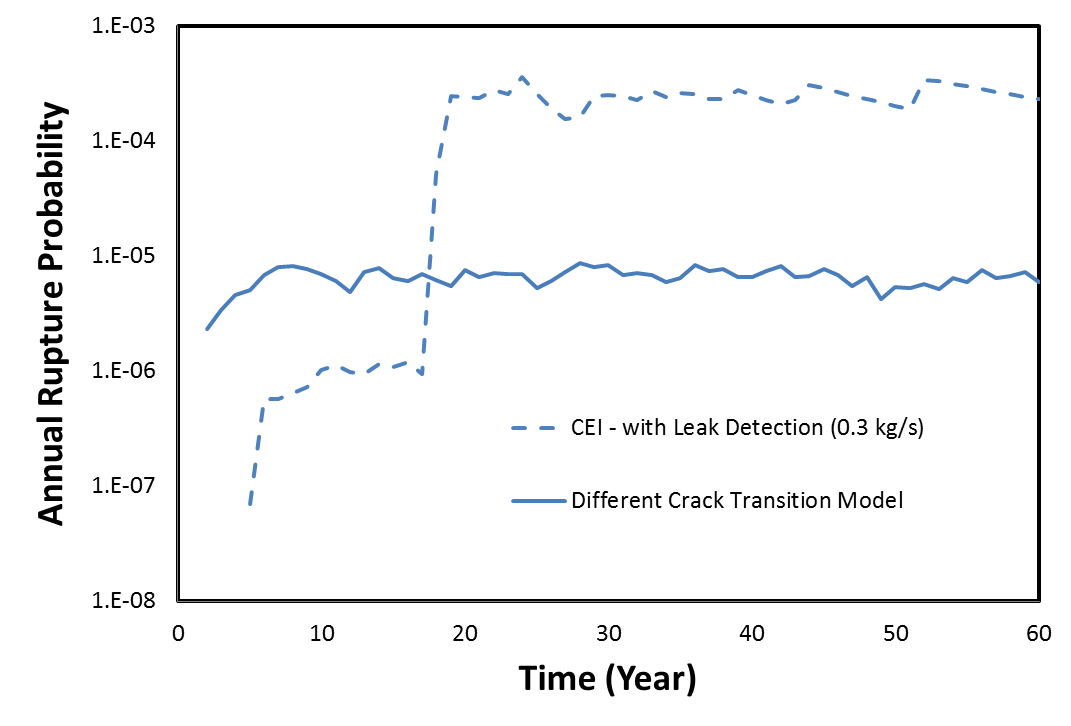 1.E-03
1.E-04
1.E-05
1.E-06
1.E-07
1.E-08
Annual Rupture Probability
CEI - with Leak Detection (0.3 kg/s)
Different Crack Transition Model
0 10 20 30 40 50 60
Time (Year)